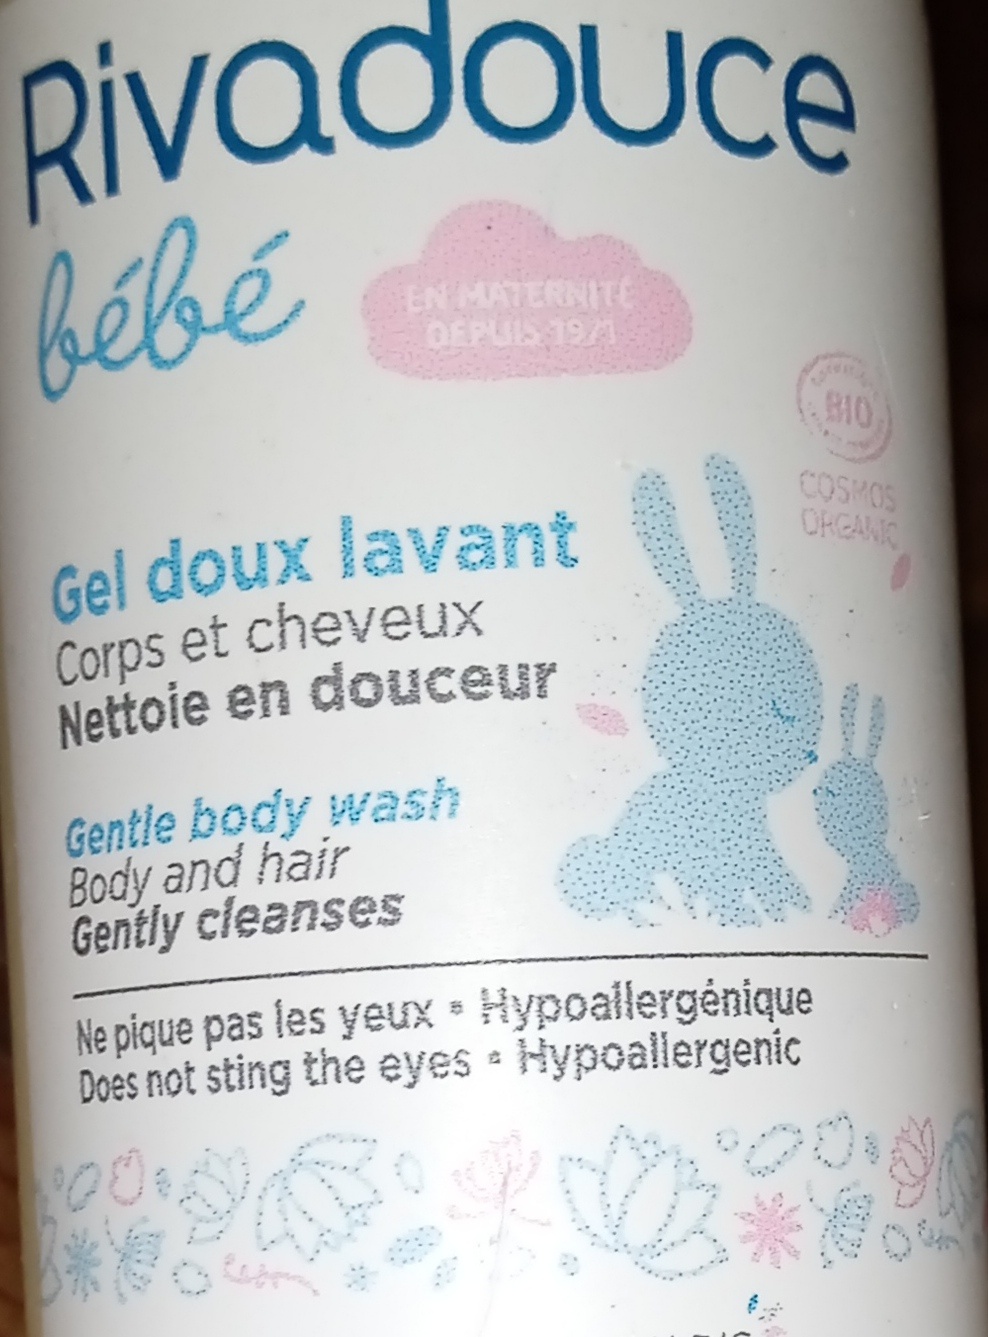 Rivadouce
bébé
EN MATERNITÉ
DEPUIS 1971
BIO
COSMOS
ORGANIC
Gel doux lavant
Corps et cheveux
Nettoie en douceur
Gentle body wash
Body and hair
Gently cleanses
Ne pique pas les yeux • Hypoallergénique
Does not sting the eyes • Hypoallergenic